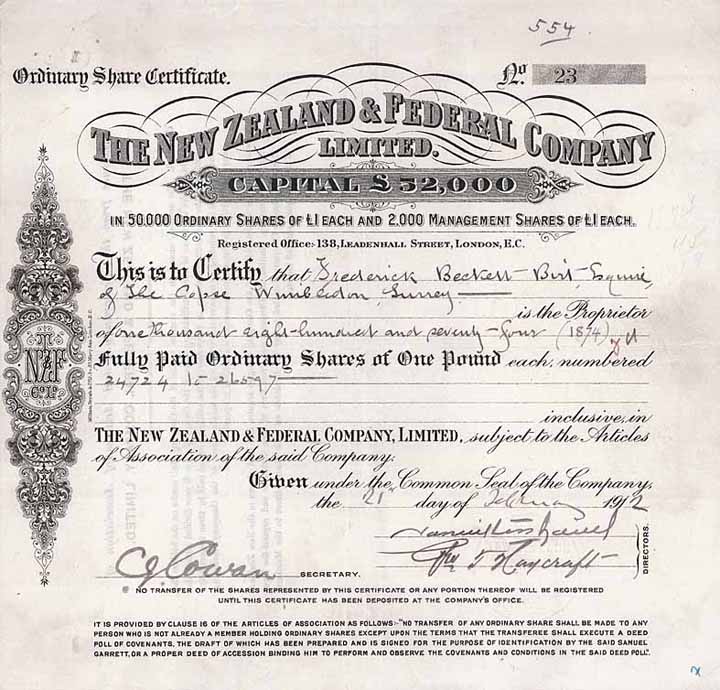 554
Ordinary Share Certificate.
No. 23
THE NEW ZEALAND & FEDERAL COMPANY
LIMITED.
CAPITAL £52,000
IN 50.000 ORDINARY SHARES OF £1 EACH AND 2.000 MANAGEMENT SHARES OF £1 EACH.
Registered Office: 138, LEADENHALL STREET, LONDON, E.C.
This is to Certify that Frederick Beckett Birt, Esquire,
of The Copse Wimbledon, Surrey
is the Proprietor
of one thousand eight-hundred and seventy-four (1874)
Fully Paid Ordinary Shares of One Pound each, numbered
24724 to 26597
inclusive, in
THE NEW ZEALAND & FEDERAL COMPANY, LIMITED, subject to the Articles
of Association of the said Company.
Given under the Common Seal of the Company,
the 21st day of February 1912
DIRECTORS.
T Haycraft
C J Cowan SECRETARY.
NO TRANSFER OF THE SHARES REPRESENTED BY THIS CERTIFICATE OR ANY PORTION THEREOF WILL BE REGISTERED
UNTIL THIS CERTIFICATE HAS BEEN DEPOSITED AT THE COMPANY'S OFFICE.
IT IS PROVIDED BY CLAUSE 16 OF THE ARTICLES OF ASSOCIATION AS FOLLOWS:- "NO TRANSFER OF ANY ORDINARY SHARE SHALL BE MADE TO ANY
PERSON WHO IS NOT ALREADY A MEMBER HOLDING ORDINARY SHARES EXCEPT UPON THE TERMS THAT THE TRANSFEREE SHALL EXECUTE A DEED
POLL OF COVENANTS, THE DRAFT OF WHICH HAS BEEN PREPARED AND IS SIGNED FOR THE PURPOSE OF IDENTIFICATION BY THE SAID SAMUEL
GARRETT, OR A PROPER DEED OF ACCESSION BINDING HIM TO PERFORM AND OBSERVE THE COVENANTS AND CONDITIONS IN THE SAID DEED POLL".